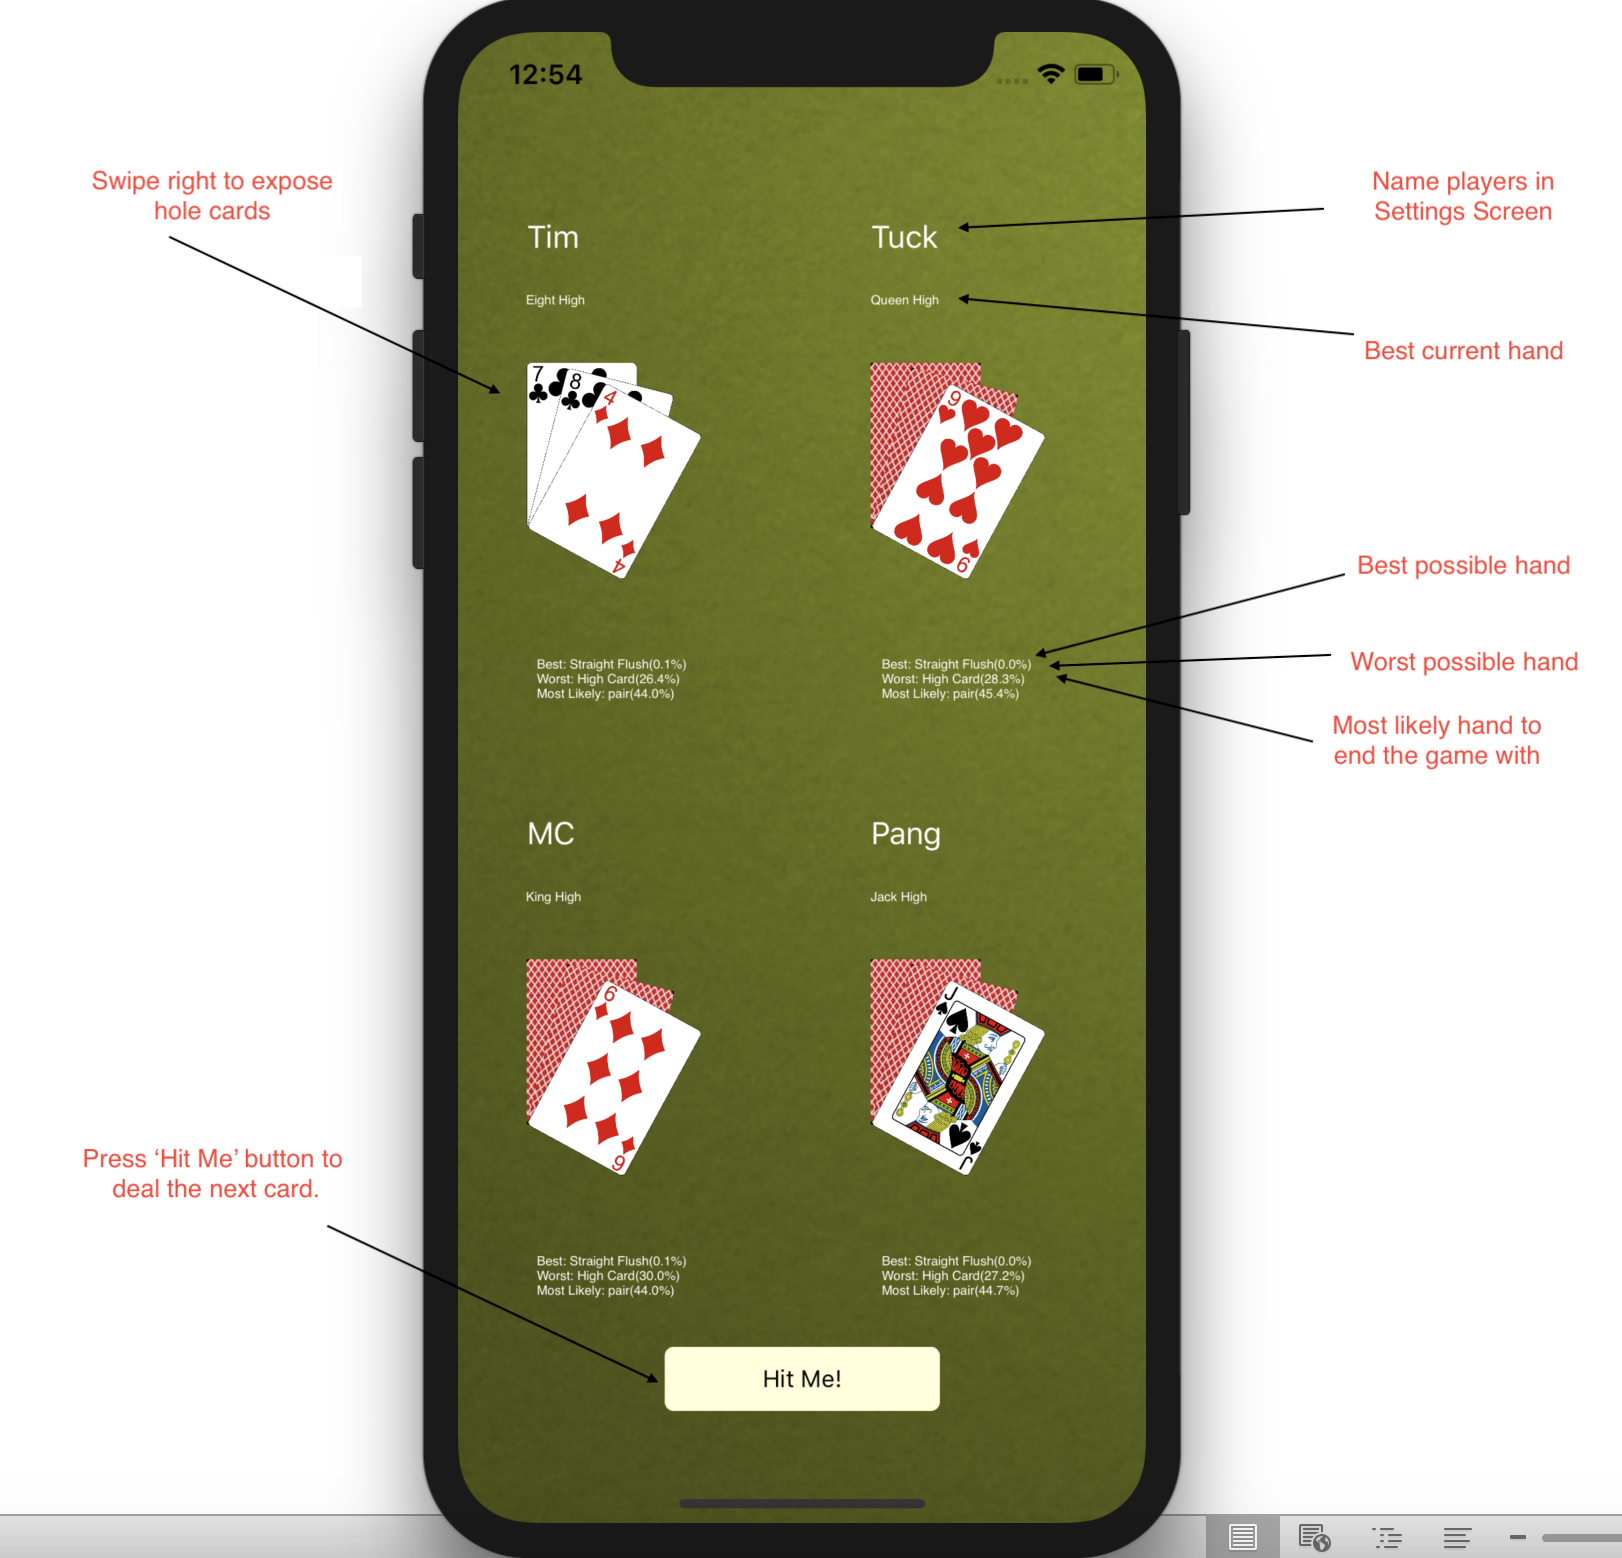 12:54
Swipe right to expose
hole cards
Name players in
Settings Screen
Tim
Tuck
Eight High
Queen High
Best current hand
7
8
4
4
9
9
Best possible hand
Best: Straight Flush(0.1%)
Worst: High Card(26.4%)
Most Likely: pair(44.0%)
Best: Straight Flush(0.0%)
Worst: High Card(28.3%)
Most Likely: pair(45.4%)
Worst possible hand
Most likely hand to
end the game with
MC
Pang
King High
Jack High
6
6
J
J
Press ‘Hit Me’ button to
deal the next card.
Best: Straight Flush(0.1%)
Worst: High Card(30.0%)
Most Likely: pair(44.0%)
Best: Straight Flush(0.0%)
Worst: High Card(27.2%)
Most Likely: pair(44.7%)
Hit Me!